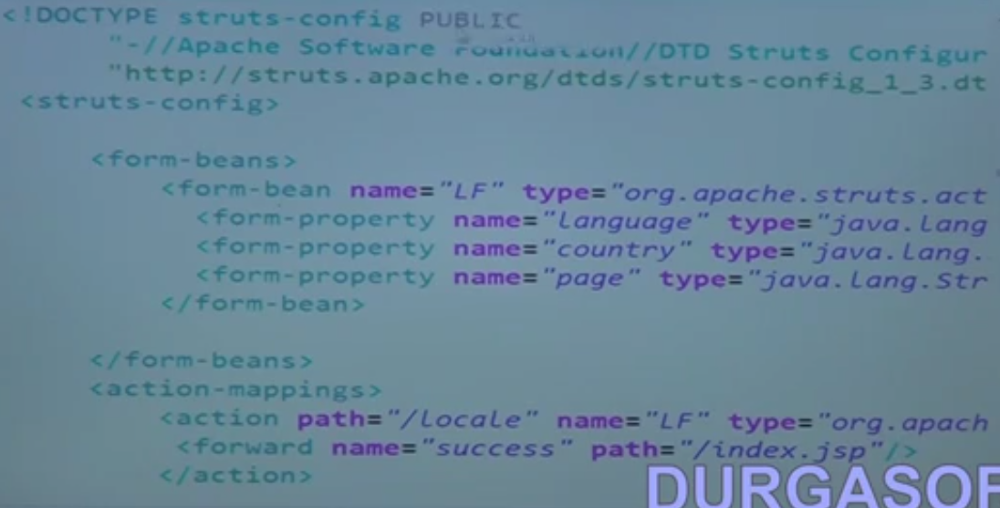 <!DOCTYPE struts-config PUBLIC
"-//Apache Software Foundation//DTD Struts Configur
"http://struts.apache.org/dtds/struts-config_1_3.dt
<struts-config>
<form-beans>
<form-bean name="LF" type="org.apache.struts.act
<form-property name="language" type="java.lang
<form-property name="country" type="java.lang.
<form-property name="page" type="java.lang.Str
</form-bean>
</form-beans>
<action-mappings>
<action path="/locale" name="LF" type="org.apach
<forward name="success" path="/index.jsp"/>
</action>
DURGASOF